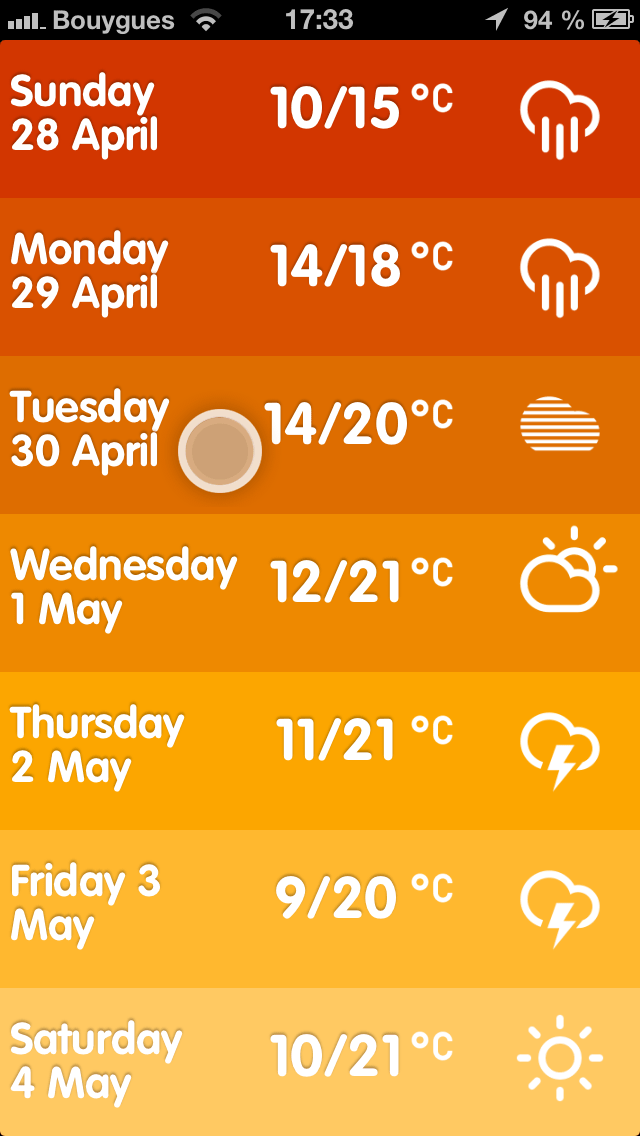 Bouygues 17:33 94 %
Sunday 10/15 °C
28 April
Monday 14/18 °C
29 April
Tuesday 14/20 °C
30 April
Wednesday 12/21 °C
1 May
Thursday 11/21 °C
2 May
Friday 3 9/20 °C
May
Saturday 10/21 °C
4 May